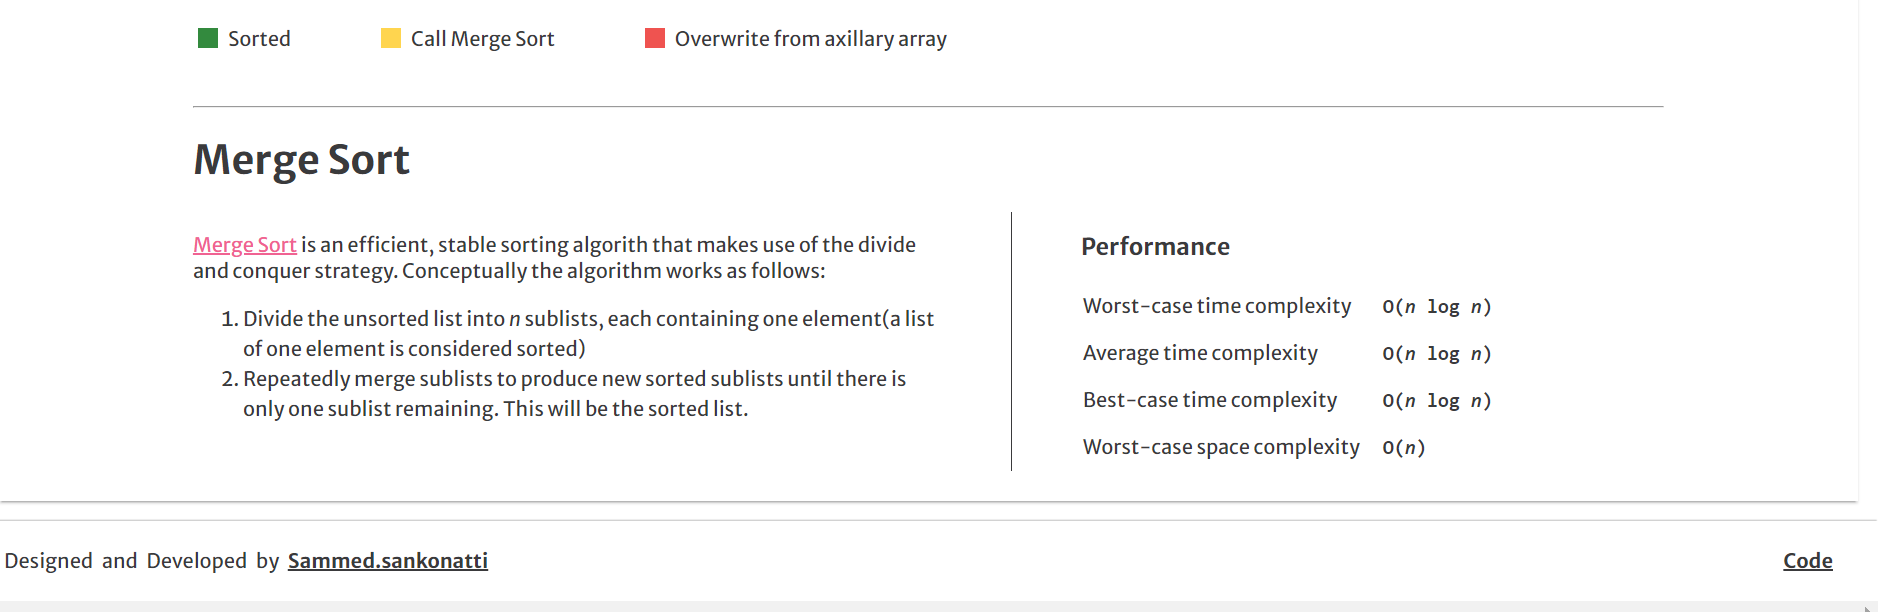 Sorted
Call Merge Sort
Overwrite from axillary array
Merge Sort
Merge Sort is an efficient, stable sorting algorith that makes use of the divide
and conquer strategy. Conceptually the algorithm works as follows:
1. Divide the unsorted list into n sublists, each containing one element(a list
of one element is considered sorted)
2. Repeatedly merge sublists to produce new sorted sublists until there is
only one sublist remaining. This will be the sorted list.
Performance
Worst-case time complexity O(n log n)
Average time complexity O(n log n)
Best-case time complexity O(n log n)
Worst-case space complexity O(n)
Designed and Developed by Sammed.sankonatti
Code